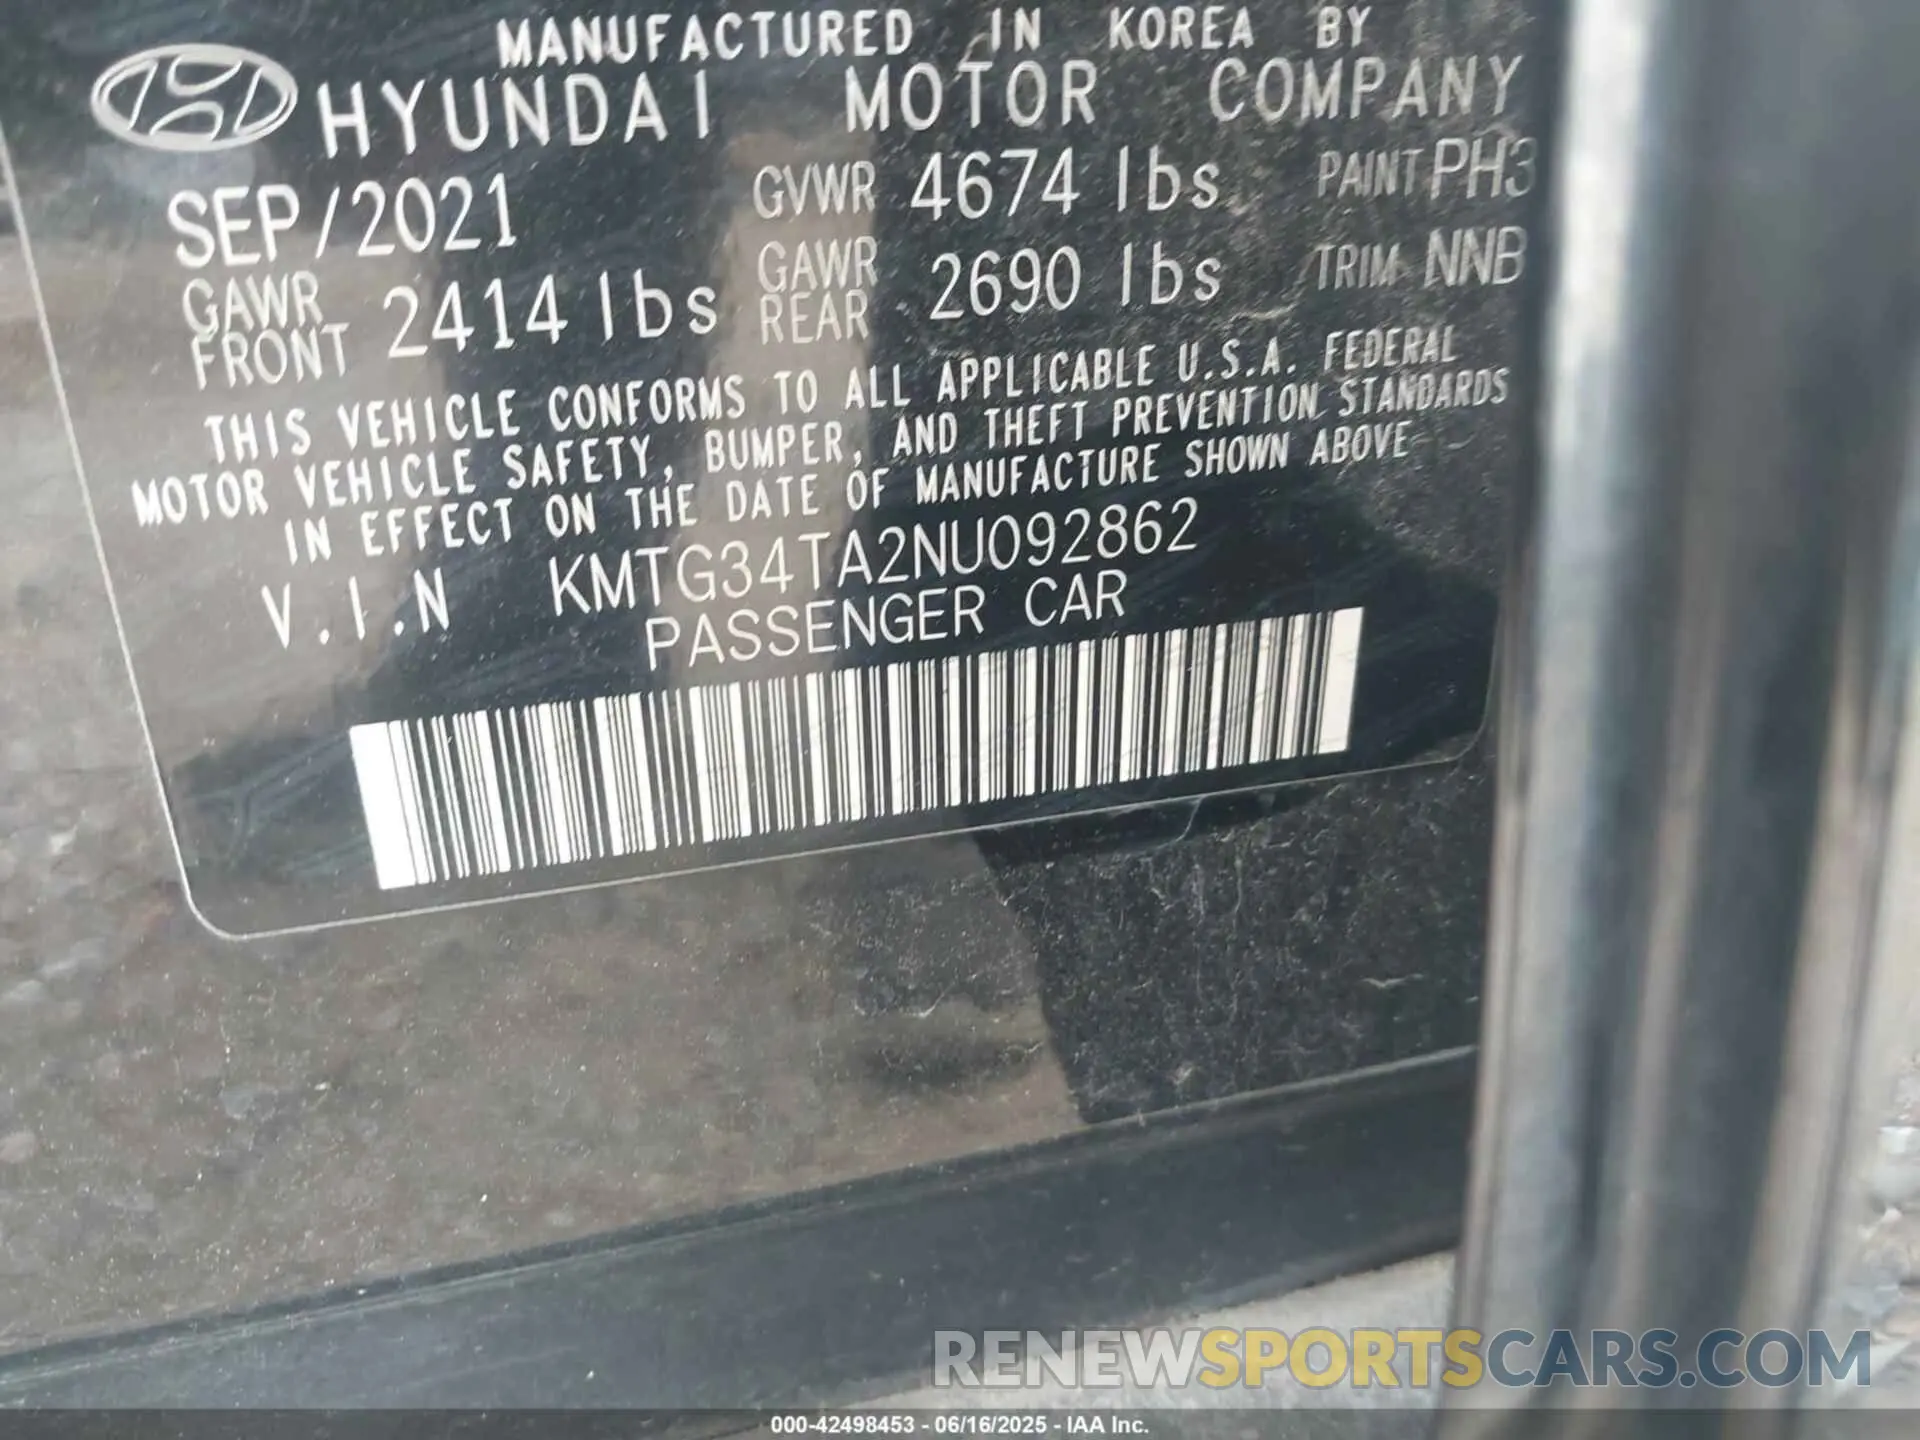 MANUFACTURED IN KOREA BY
HYUNDAI MOTOR COMPANY
SEP/2021 GVWR 4674 lbs PAINT PH3
GAWR FRONT 2414 lbs GAWR REAR 2690 lbs TRIM NNB
THIS VEHICLE CONFORMS TO ALL APPLICABLE U.S.A. FEDERAL
MOTOR VEHICLE SAFETY, BUMPER, AND THEFT PREVENTION STANDARDS
IN EFFECT ON THE DATE OF MANUFACTURE SHOWN ABOVE
V.I.N KMTG34TA2NU092862
PASSENGER CAR
RENEWSPORTSCARS.COM
000-42498453 - 06/16/2025 - IAA Inc.